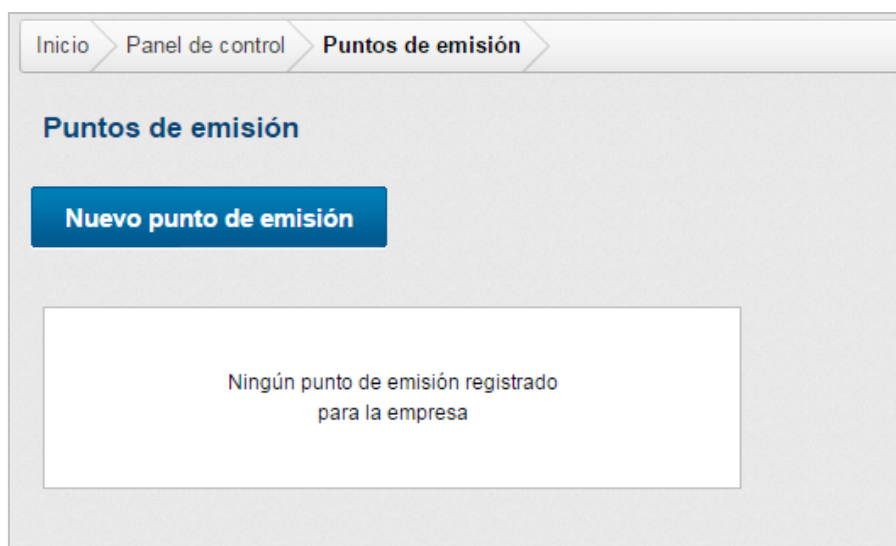 Inicio Panel de control Puntos de emisión
Puntos de emisión
Nuevo punto de emisión
Ningún punto de emisión registrado
para la empresa